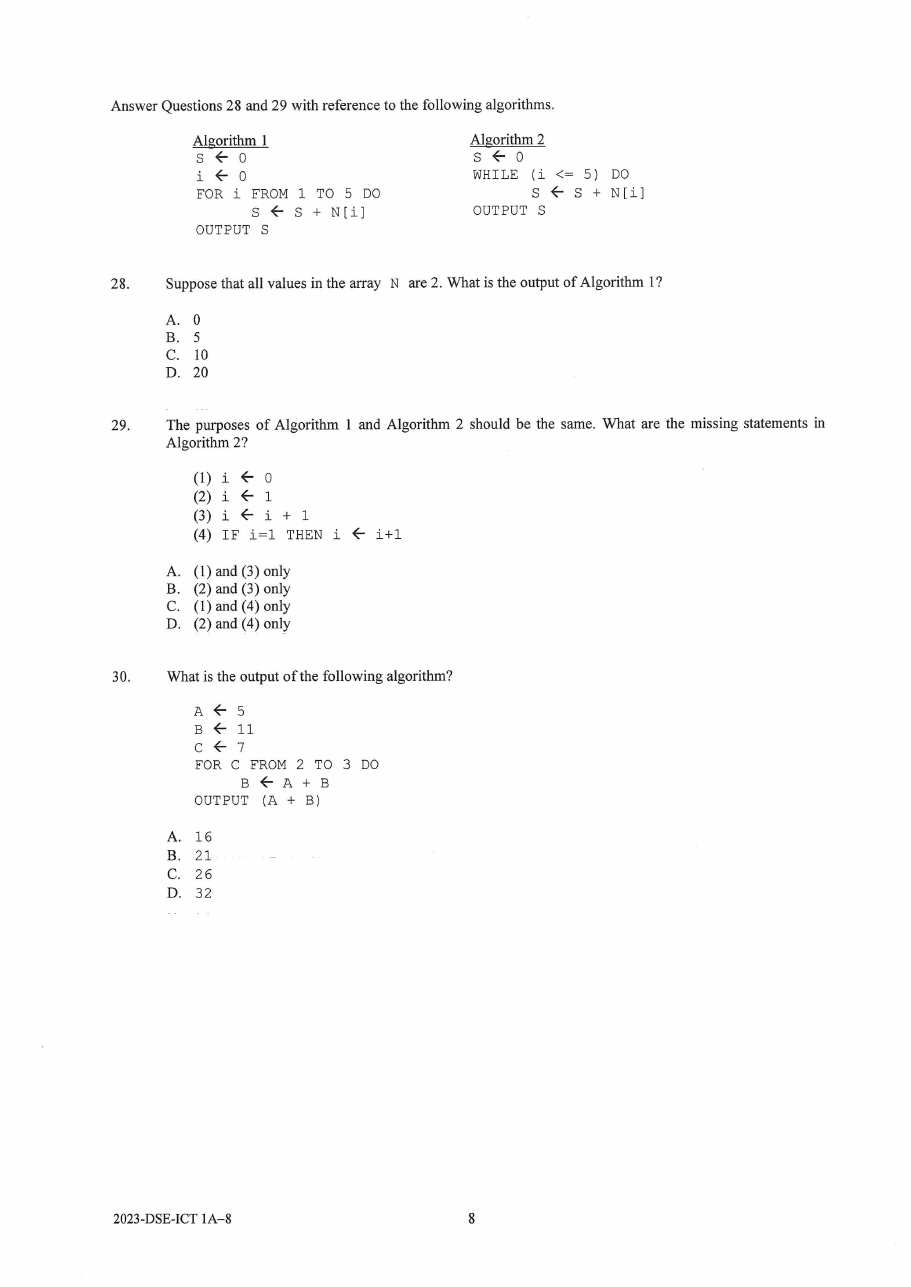 Answer Questions 28 and 29 with reference to the following algorithms.
Algorithm 1
S ← 0
i ← 0
FOR i FROM 1 TO 5 DO
S ← S + N[i]
OUTPUT S
Algorithm 2
S ← 0
WHILE (i <= 5) DO
S ← S + N[i]
OUTPUT S
28. Suppose that all values in the array N are 2. What is the output of Algorithm 1?
A. 0
B. 5
C. 10
D. 20
29. The purposes of Algorithm 1 and Algorithm 2 should be the same. What are the missing statements in
Algorithm 2?
(1) i ← 0
(2) i ← 1
(3) i ← i + 1
(4) IF i=1 THEN i ← i+1
A. (1) and (3) only
B. (2) and (3) only
C. (1) and (4) only
D. (2) and (4) only
30. What is the output of the following algorithm?
A ← 5
B ← 11
C ← 7
FOR C FROM 2 TO 3 DO
B ← A + B
OUTPUT (A + B)
A. 16
B. 21
C. 26
D. 32
2023-DSE-ICT 1A–8
8